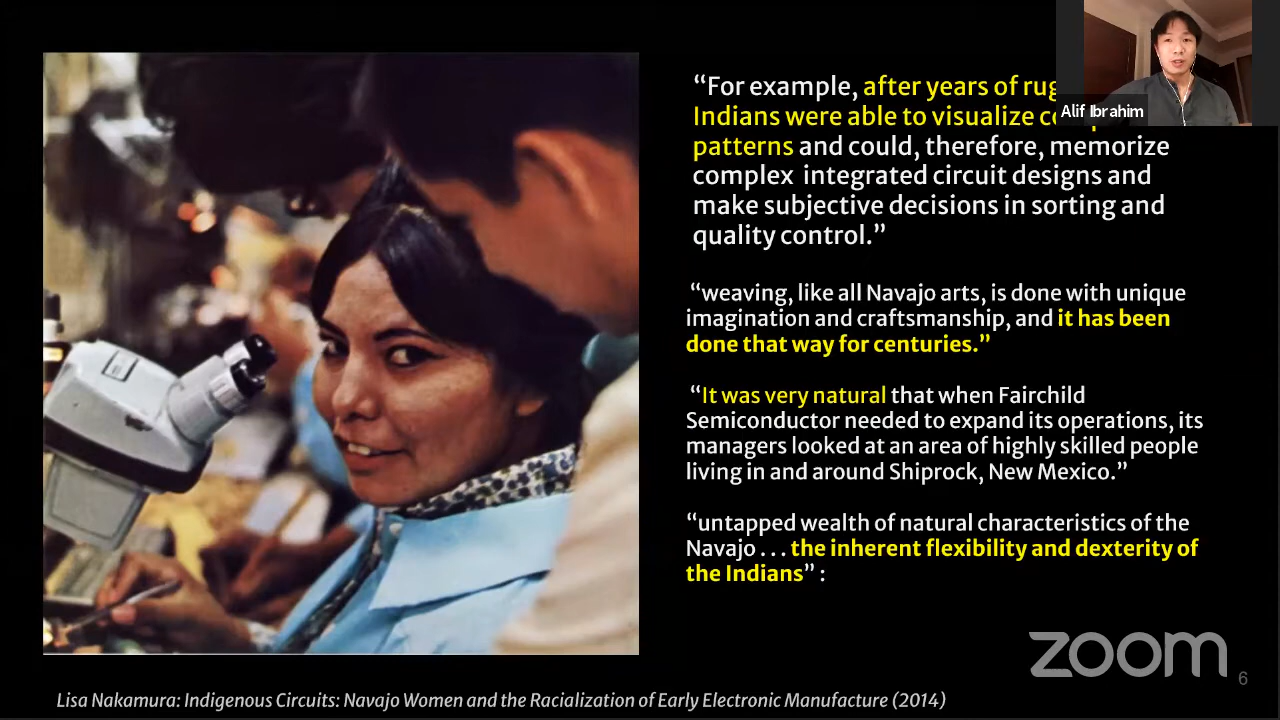 “For example, after years of rug
Indians were able to visualize
patterns and could, therefore, memorize
complex integrated circuit designs and
make subjective decisions in sorting and
quality control.”
“weaving, like all Navajo arts, is done with unique
imagination and craftsmanship, and it has been
done that way for centuries.”
“It was very natural that when Fairchild
Semiconductor needed to expand its operations, its
managers looked at an area of highly skilled people
living in and around Shiprock, New Mexico.”
“untapped wealth of natural characteristics of the
Navajo . . . the inherent flexibility and dexterity of
the Indians” :
Alif Ibrahim
zoom
6
Lisa Nakamura: Indigenous Circuits: Navajo Women and the Racialization of Early Electronic Manufacture (2014)